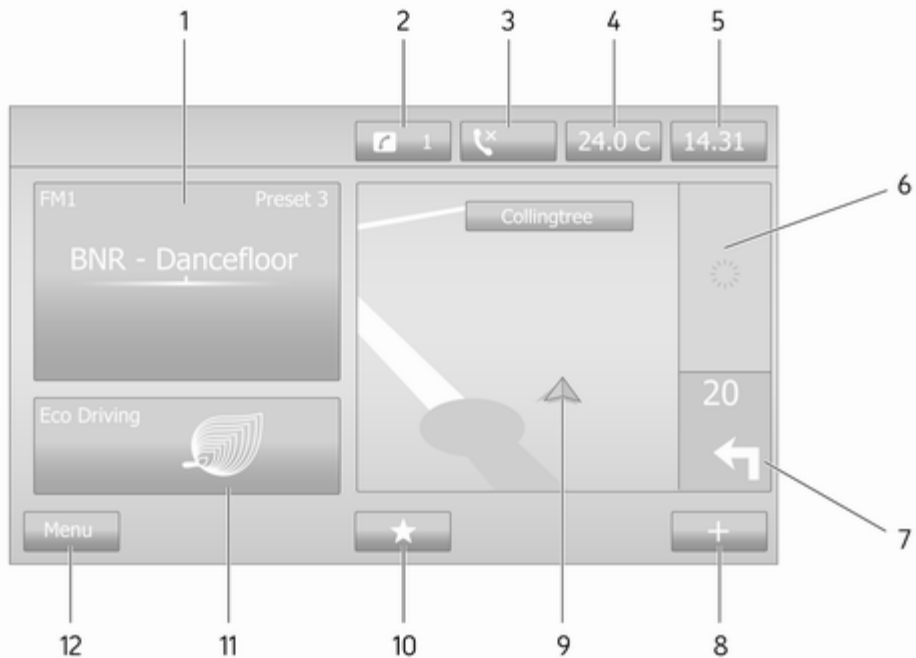 1 2 3 4 5
1 24.0 C 14.31
FM1 Preset 3
BNR - Dancefloor
Collingtree
6
Eco Driving
20
7
Menu
12 11 10 9 8